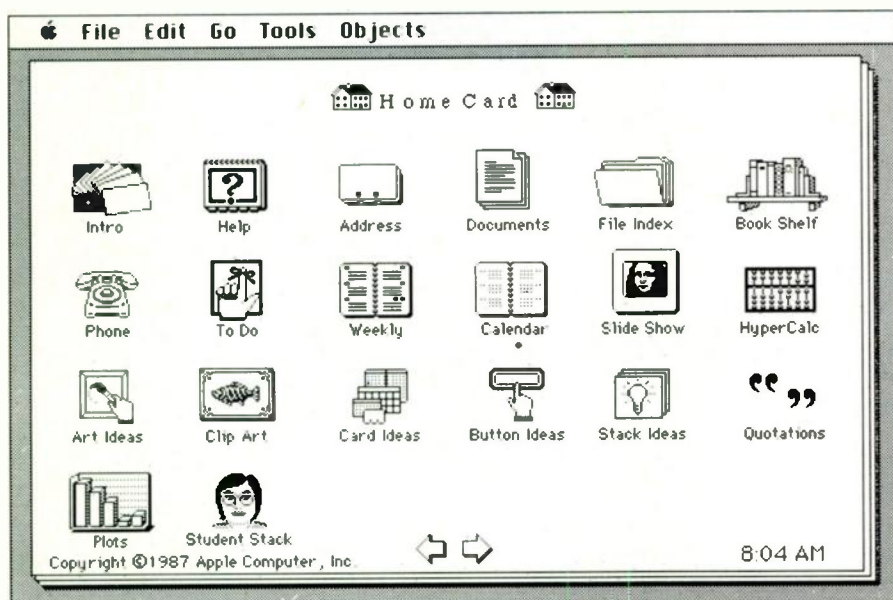 File Edit Go Tools Objects
Home Card
?
Intro Help Address Documents File Index Book Shelf
Phone To Do Weekly Calendar Slide Show HyperCalc
Art Ideas Clip Art Card Ideas Button Ideas Stack Ideas Quotations
Plots Student Stack
Copyright ©1987 Apple Computer, Inc.
8:04 AM